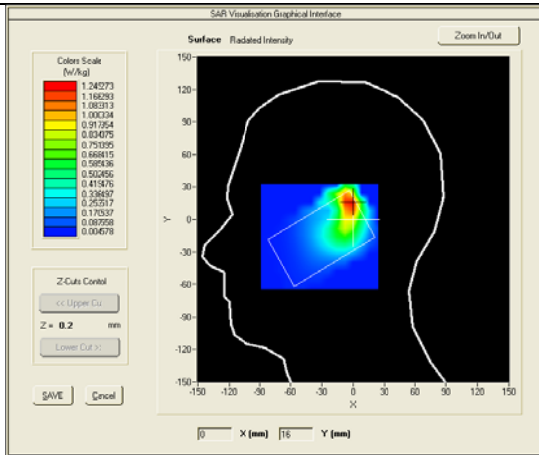 SAR Visualisation Graphical Interface
Surface Radiated Intensity
Zoom In/Out
Colors Scale
(W/kg)
1.245273
1.166293
1.083313
1.000334
0.917354
0.834375
0.751395
0.668415
0.585436
0.502456
0.419476
0.336497
0.253517
0.170537
0.087558
0.004578
Z-Cuts Contol
<< Upper Cu
Z = 0.2 mm
Lower Cut >:
SAVE
Cancel
150
120
90
60
30
0
-30
-60
-90
-120
-150
Y
-150 -120 -90 -60 -30 0 30 60 90 120 150
X
0 X (mm) 16 Y (mm)